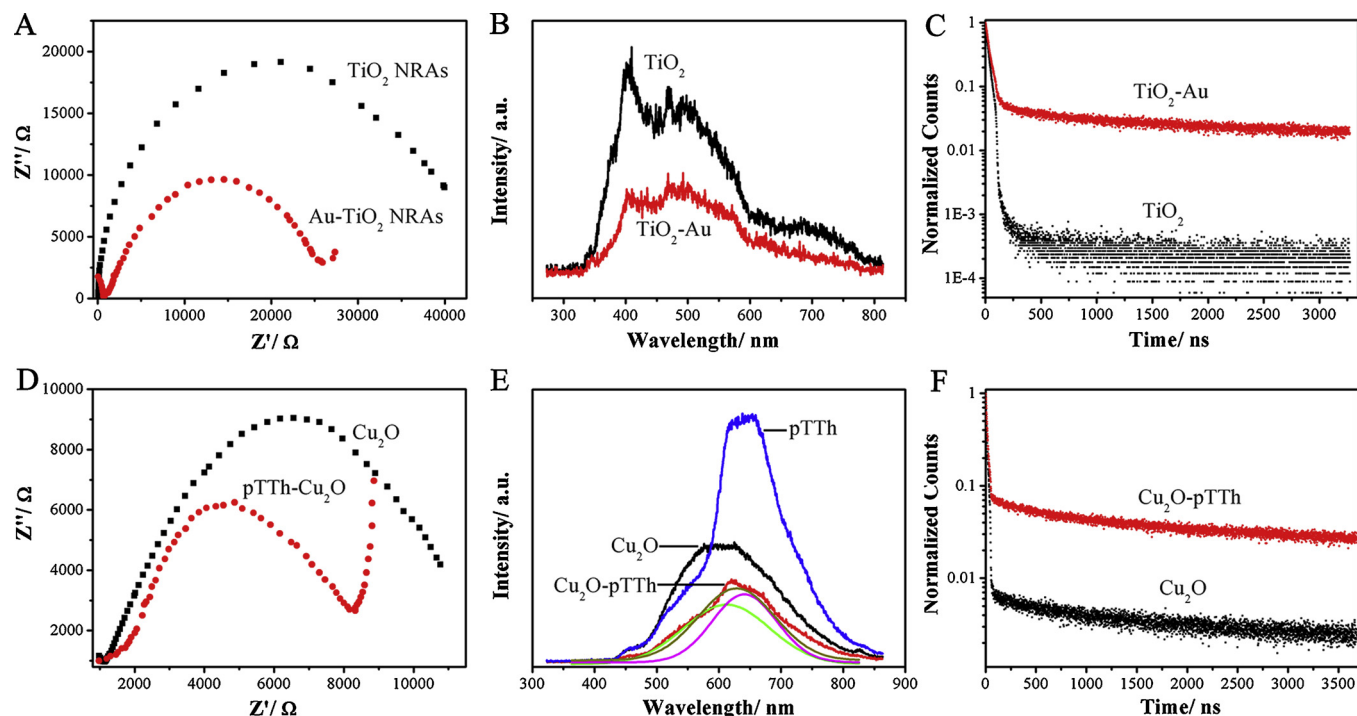 A
Z''/ Ω
20000
15000
10000
5000
0
TiO₂ NRAs
Au-TiO₂ NRAs
0 10000 20000 30000 40000
Z'/ Ω
B
Intensity/ a.u.
TiO₂
TiO₂-Au
300 400 500 600 700 800
Wavelength/ nm
C
Normalized Counts
1
0.1
0.01
1E-3
1E-4
TiO₂-Au
TiO₂
0 500 1000 1500 2000 2500 3000
Time/ ns
D
Z''/ Ω
10000
8000
6000
4000
2000
Cu₂O
pTTh-Cu₂O
2000 4000 6000 8000 10000
Z'/ Ω
E
Intensity/ a.u.
pTTh
Cu₂O
Cu₂O-pTTh
300 400 500 600 700 800 900
Wavelength/ nm
F
Normalized Counts
1
0.1
0.01
Cu₂O-pTTh
Cu₂O
0 500 1000 1500 2000 2500 3000 3500
Time/ ns